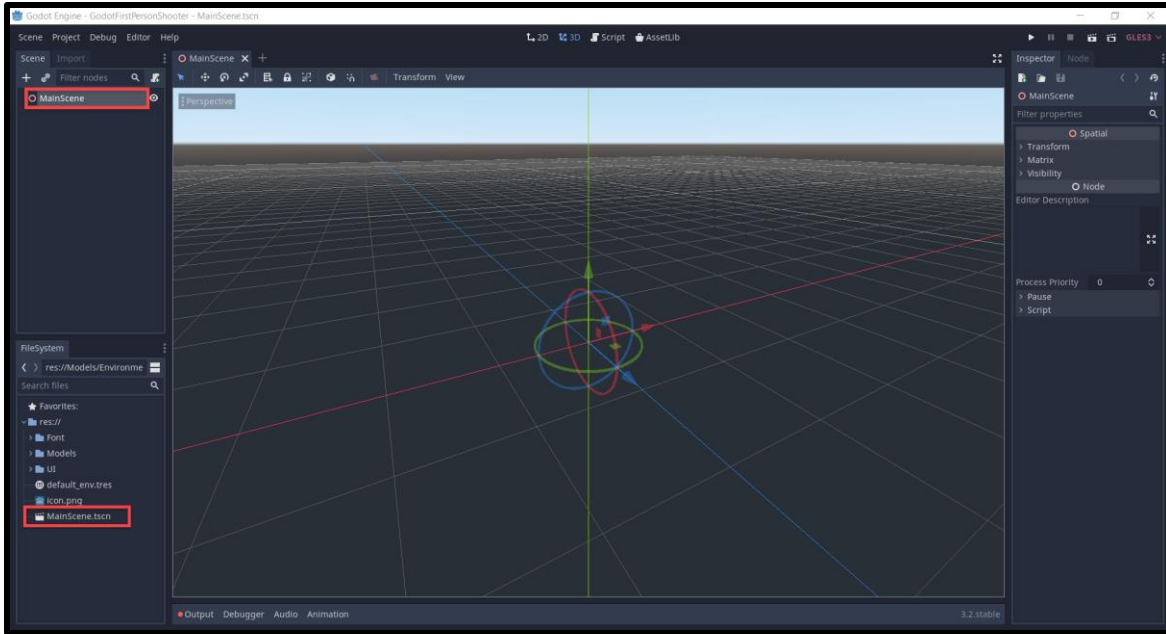 Godot Engine - GodotFirstPersonShooter - MainScene.tscn
Scene Project Debug Editor Help
2D 3D Script AssetLib
GLES3
Scene Import
Filter nodes
MainScene
MainScene
Transform View
Perspective
Inspector Node
MainScene
Filter properties
Spatial
Transform
Matrix
Visibility
Node
Editor Description
Process Priority 0
Pause
Script
FileSystem
res://Models/Environme
Search files
Favorites:
res://
Font
Models
UI
default_env.tres
icon.png
MainScene.tscn
Output Debugger Audio Animation
3.2.stable